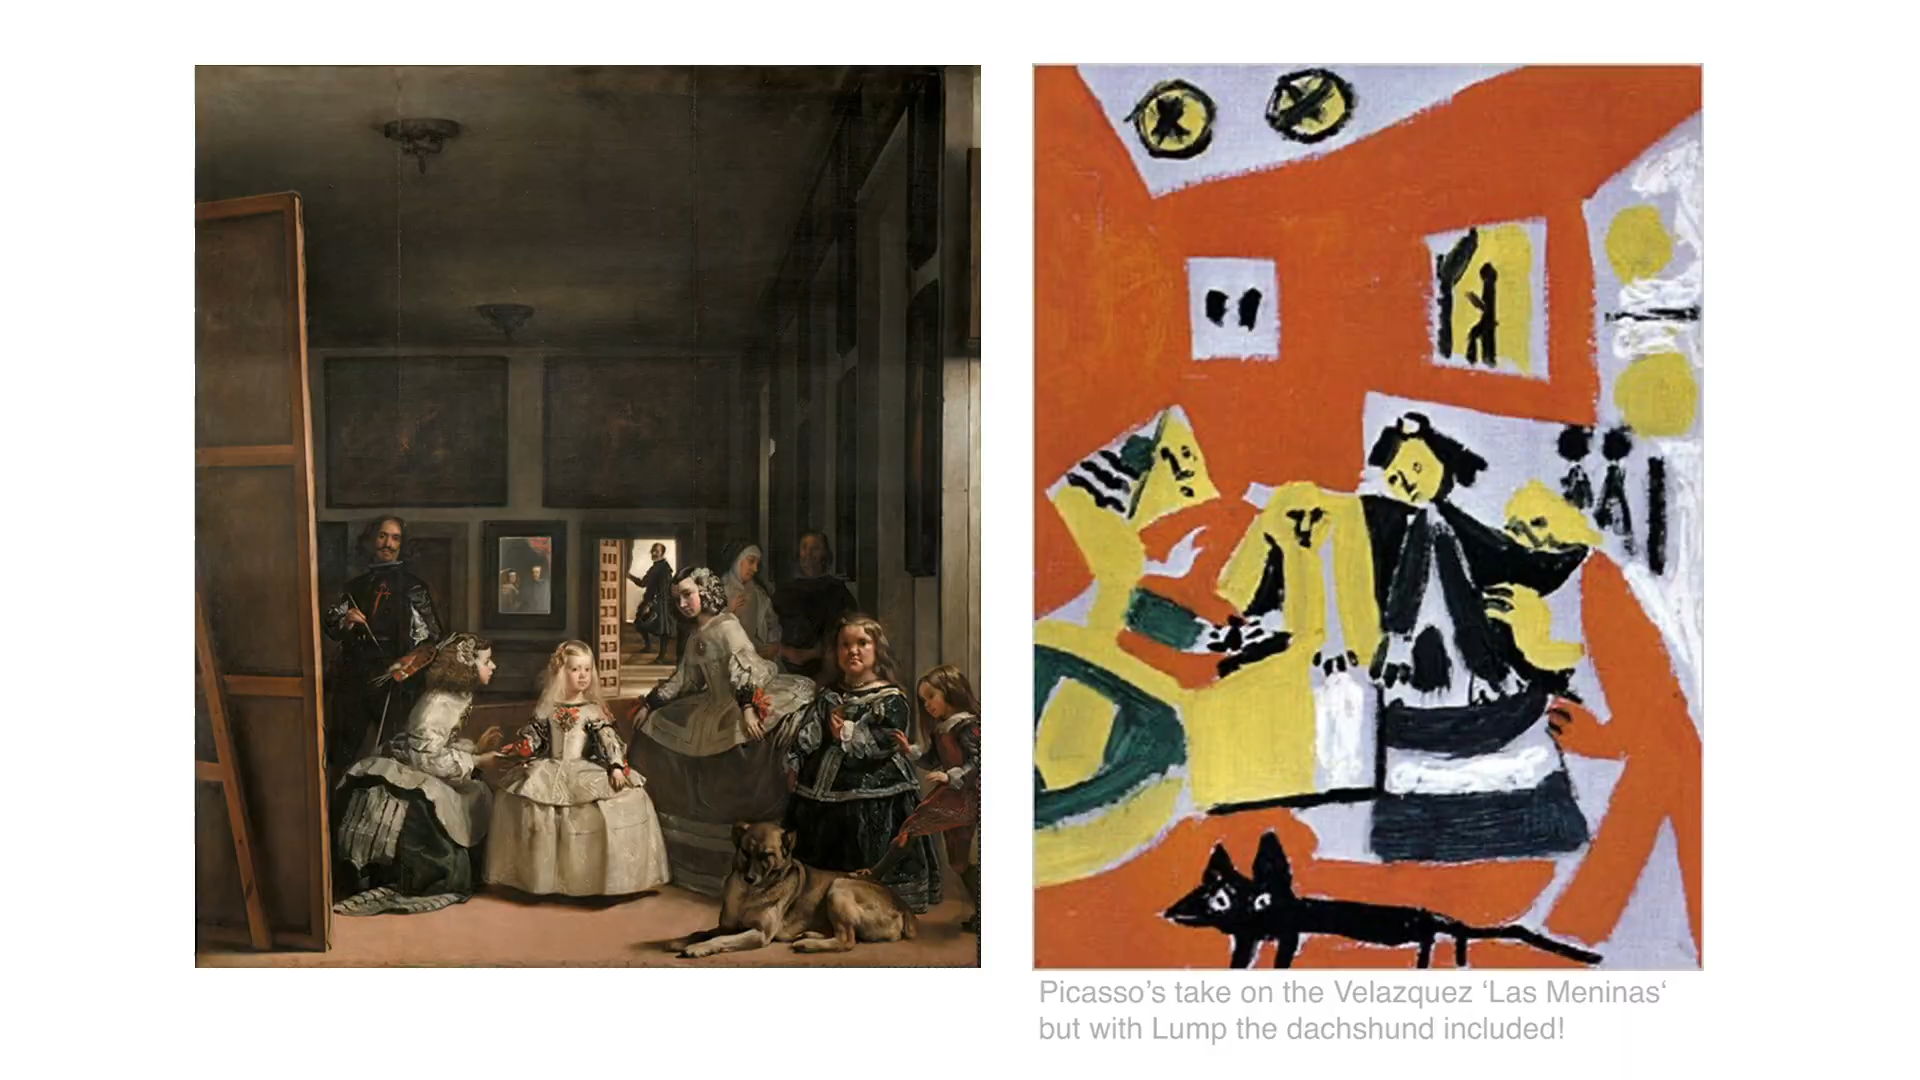 Picasso’s take on the Velazquez ‘Las Meninas‘
but with Lump the dachshund included!